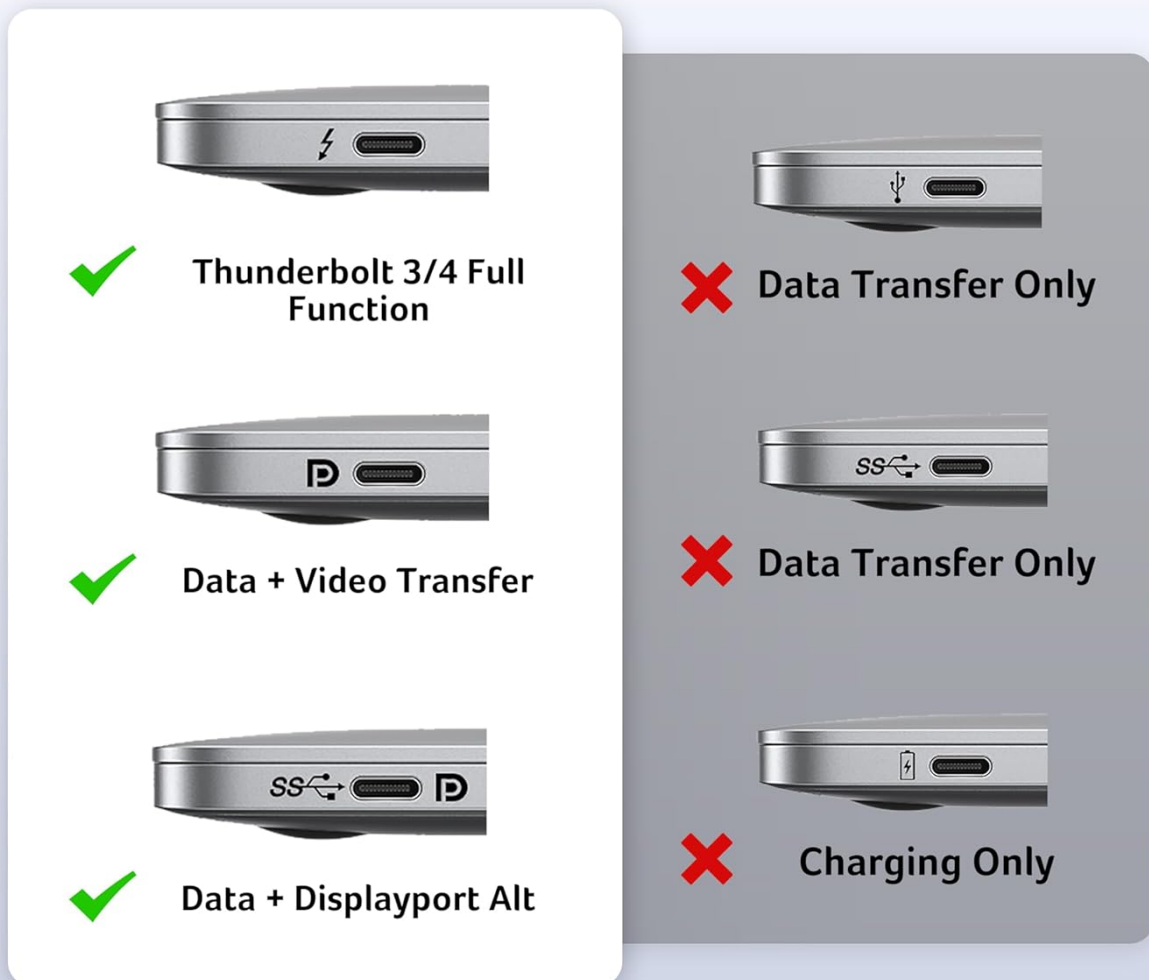 Thunderbolt 3/4 Full
Function
Data + Video Transfer
SS
Data + Displayport Alt
Data Transfer Only
SS
Data Transfer Only
Charging Only